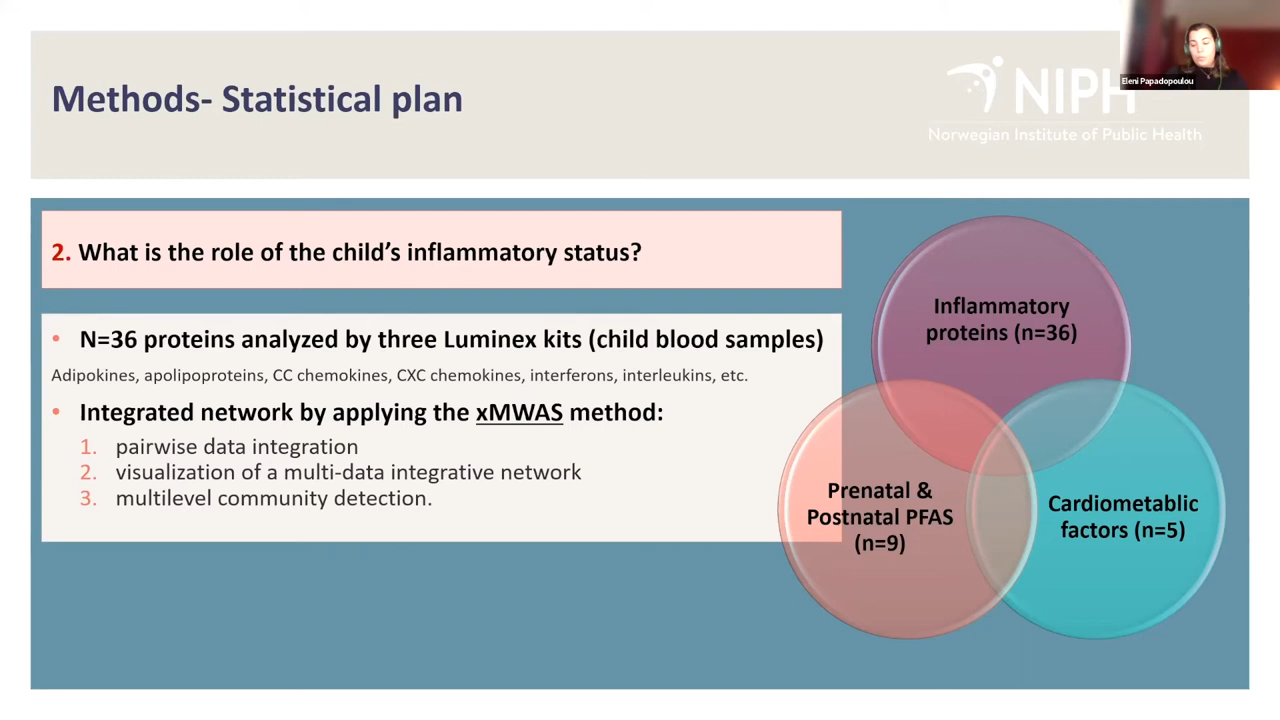 Methods- Statistical plan
NIPH
Norwegian Institute of Public Health
Eleni Papadopoulou
2. What is the role of the child's inflammatory status?
• N=36 proteins analyzed by three Luminex kits (child blood samples)
Adipokines, apolipoproteins, CC chemokines, CXC chemokines, interferons, interleukins, etc.
• Integrated network by applying the xMWAS method:
1. pairwise data integration
2. visualization of a multi-data integrative network
3. multilevel community detection.
Inflammatory
proteins (n=36)
Prenatal &
Postnatal PFAS
(n=9)
Cardiometablic
factors (n=5)